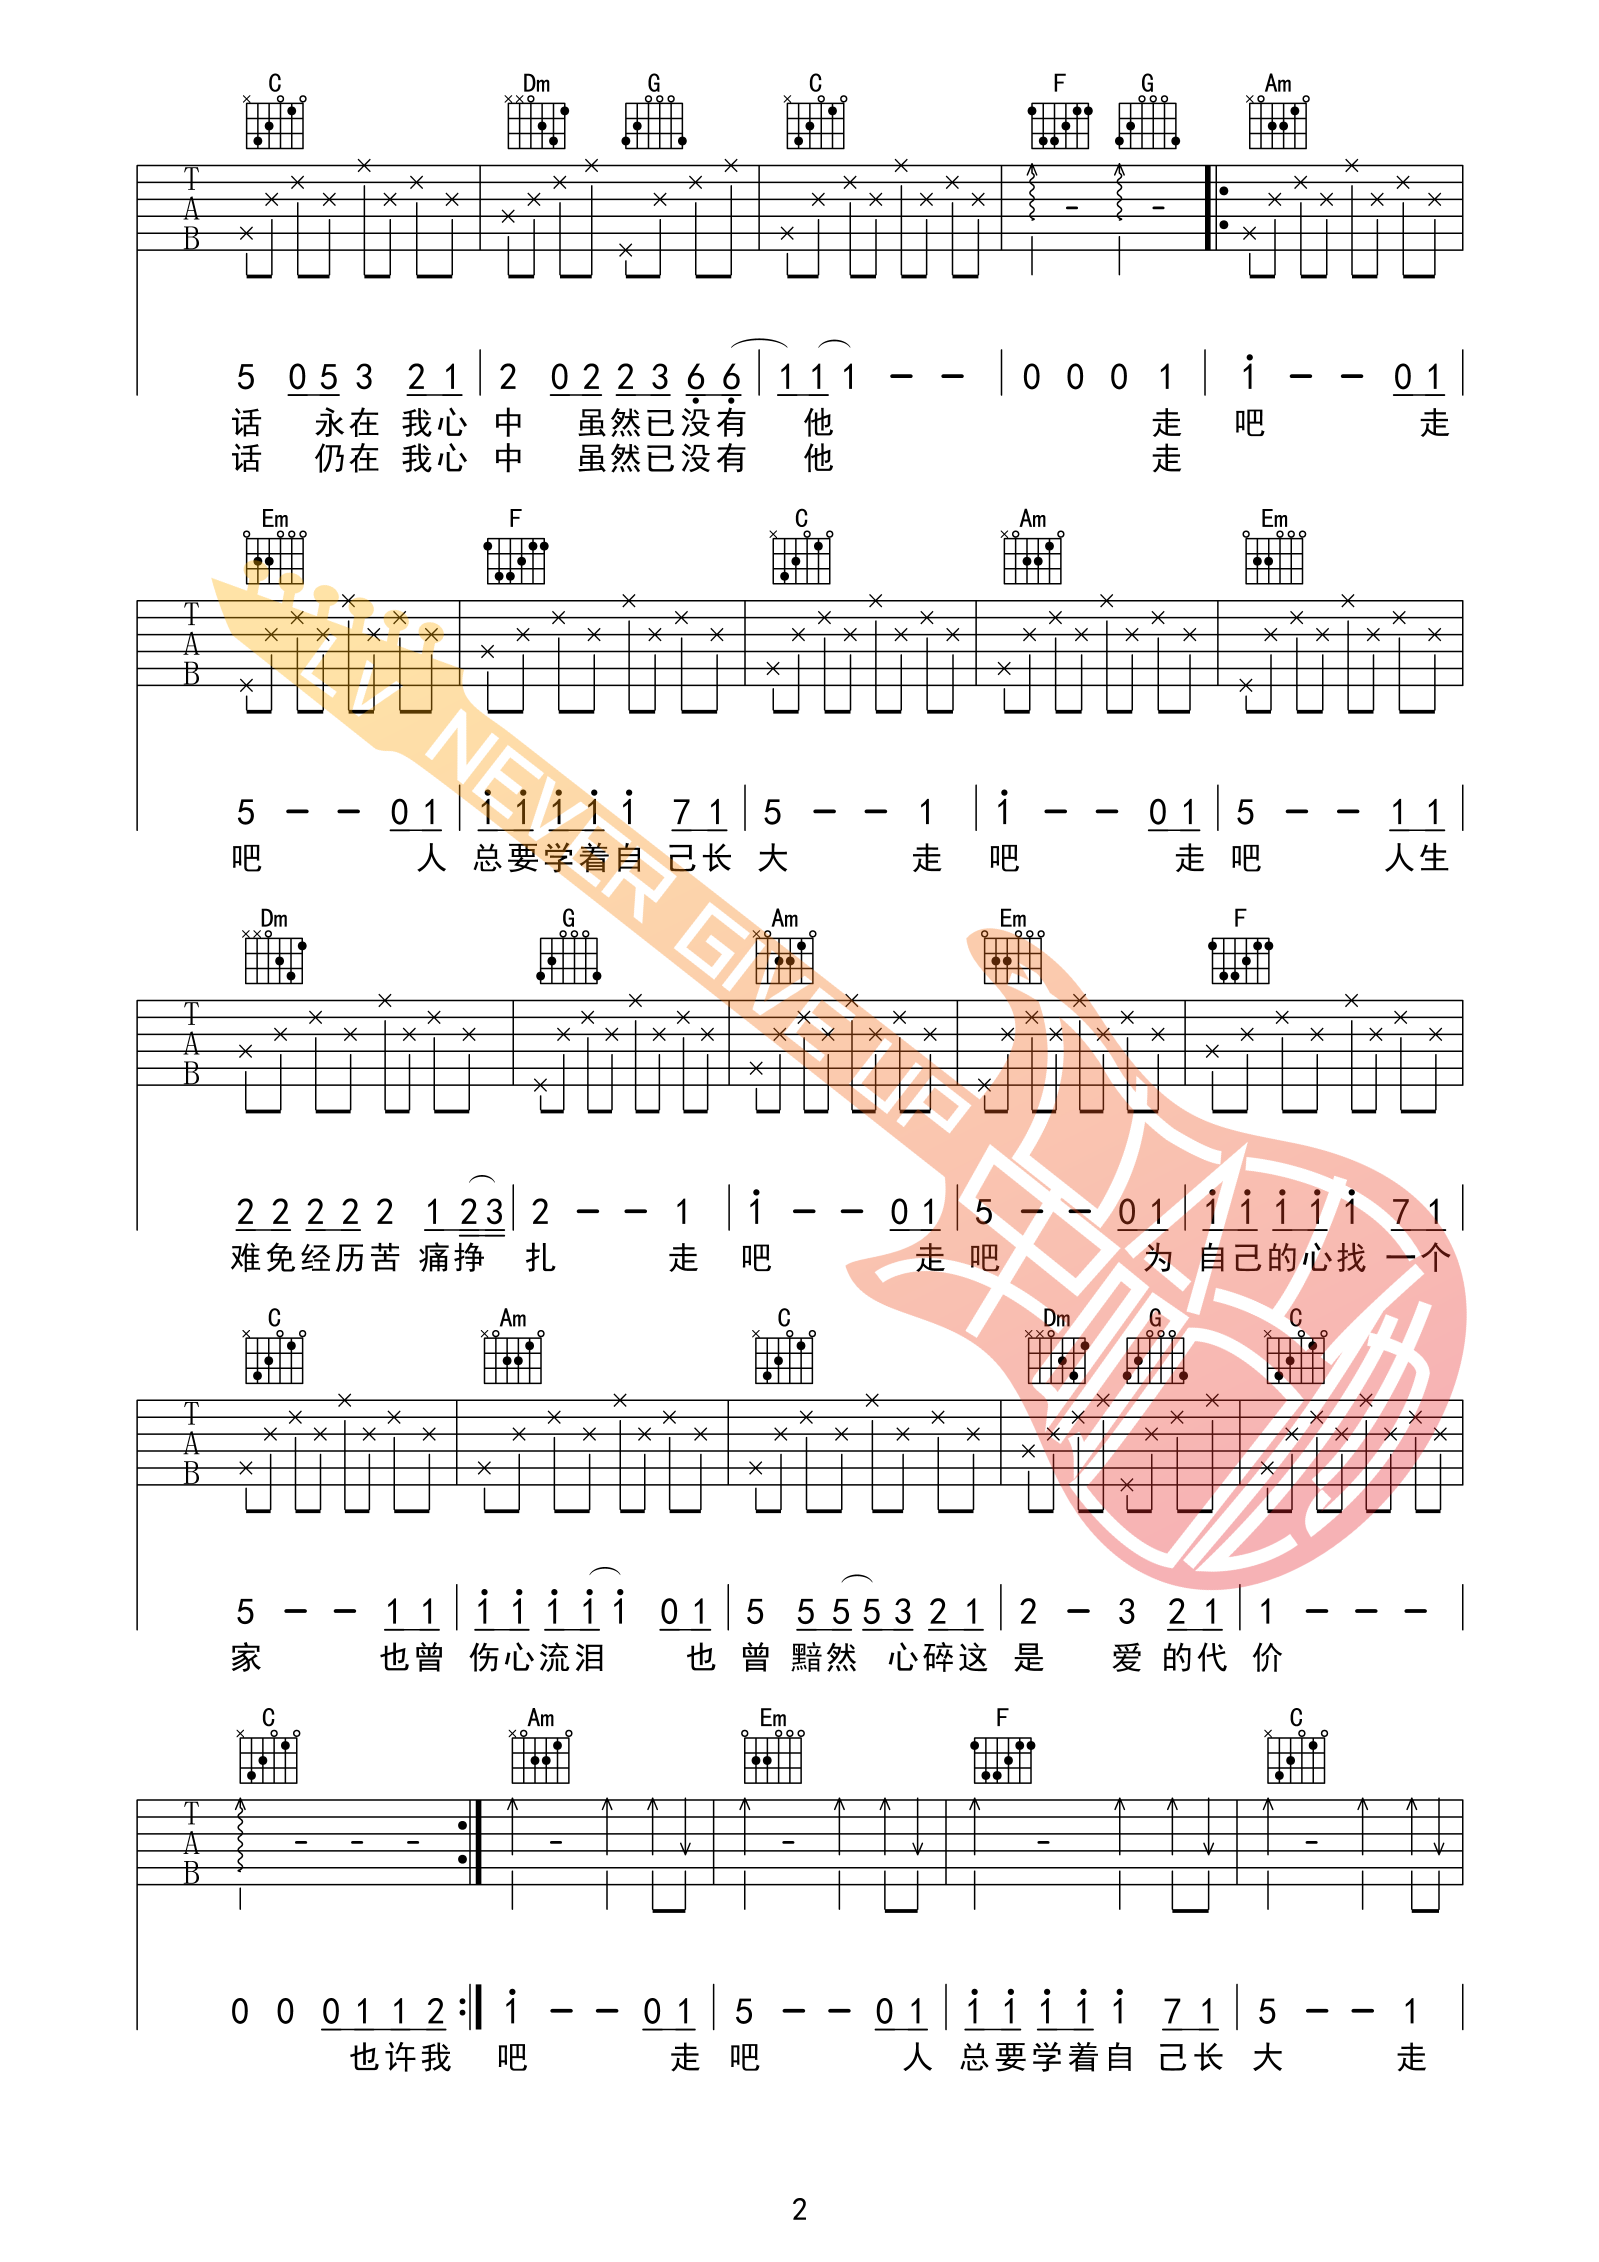 C Dm G C F G Am
T A B
5 0 5 3 2 1 2 0 2 2 3 6 6 1 1 1 – – 0 0 0 1 1 – – 0 1
话 永在 我心 中 虽然已没有 他 走 吧 走
话 仍在 我心 中 虽然已没有 他 走
Em F C Am Em
T A B
5 – – 0 1 1 1 1 1 1 7 1 5 – – 1 1 – – 0 1 5 – – 1 1
吧 人 总要学着自 己长 大 走 吧 走 吧 人生
Dm G Am Em F
T A B
2 2 2 2 2 1 2 3 2 – – 1 1 – – 0 1 5 – – 0 1 1 1 1 1 1 7 1
难免经历苦 痛挣 扎 走 吧 走 吧 为 自己的心找 一个
C Am C Dm G C
T A B
5 – – 1 1 1 1 1 1 1 0 1 5 5 5 5 3 2 1 2 – 3 2 1 1 – – –
家 也曾 伤心流泪 也 曾 黯然 心碎这 是 爱 的代 价
C Am Em F C
T A B
0 0 0 1 1 2 1 – – 0 1 5 – – 0 1 1 1 1 1 1 7 1 5 – – 1
也许我 吧 走 吧 人 总要学着自 己长 大 走
LV NEVER GIVE UP
2